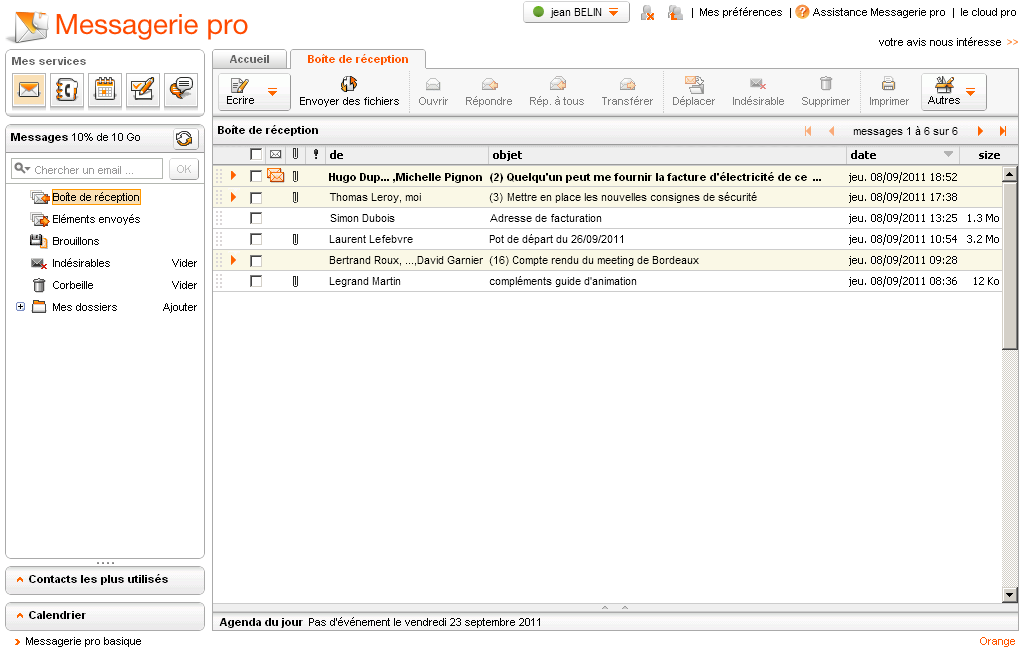 Messagerie pro
jean BELIN | Mes préférences | Assistance Messagerie pro | le cloud pro
votre avis nous intéresse >>
Mes services
Accueil
Boîte de réception
Ecrire
Envoyer des fichiers
Ouvrir
Répondre
Rép. à tous
Transférer
Déplacer
Indésirable
Supprimer
Imprimer
Autres
Messages 10% de 10 Go
Chercher un email ....
OK
Boîte de réception
Eléments envoyés
Brouillons
Indésirables Vider
Corbeille Vider
Mes dossiers Ajouter
Contacts les plus utilisés
Calendrier
Messagerie pro basique
Boîte de réception messages 1 à 6 sur 6
! de objet date size
Hugo Dup... ,Michelle Pignon (2) Quelqu'un peut me fournir la facture d'électricité de ce ... jeu. 08/09/2011 18:52
Thomas Leroy, moi (3) Mettre en place les nouvelles consignes de sécurité jeu. 08/09/2011 17:38
Simon Dubois Adresse de facturation jeu. 08/09/2011 13:25 1.3 Mo
Laurent Lefebvre Pot de départ du 26/09/2011 jeu. 08/09/2011 10:54 3.2 Mo
Bertrand Roux, ...,David Garnier (16) Compte rendu du meeting de Bordeaux jeu. 08/09/2011 09:28
Legrand Martin compléments guide d'animation jeu. 08/09/2011 08:36 12 Ko
Agenda du jour Pas d'événement le vendredi 23 septembre 2011
Orange